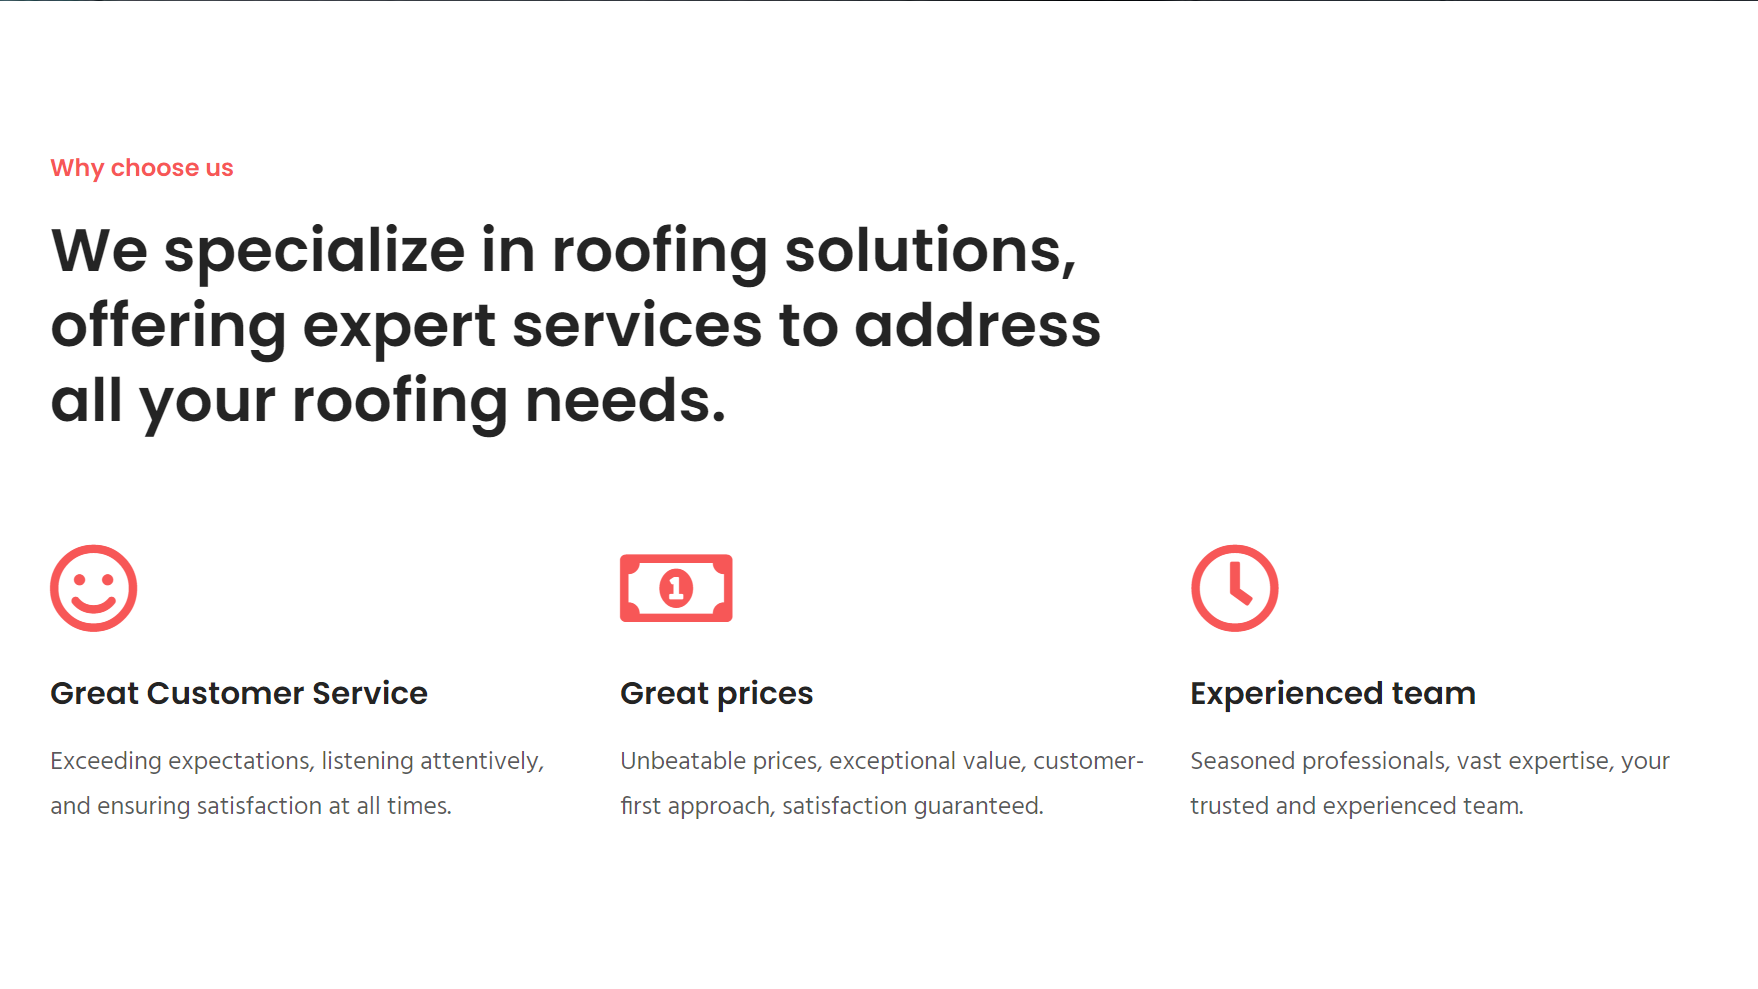 Why choose us
We specialize in roofing solutions,
offering expert services to address
all your roofing needs.
1
Great Customer Service
Exceeding expectations, listening attentively,
and ensuring satisfaction at all times.
Great prices
Unbeatable prices, exceptional value, customer-
first approach, satisfaction guaranteed.
Experienced team
Seasoned professionals, vast expertise, your
trusted and experienced team.